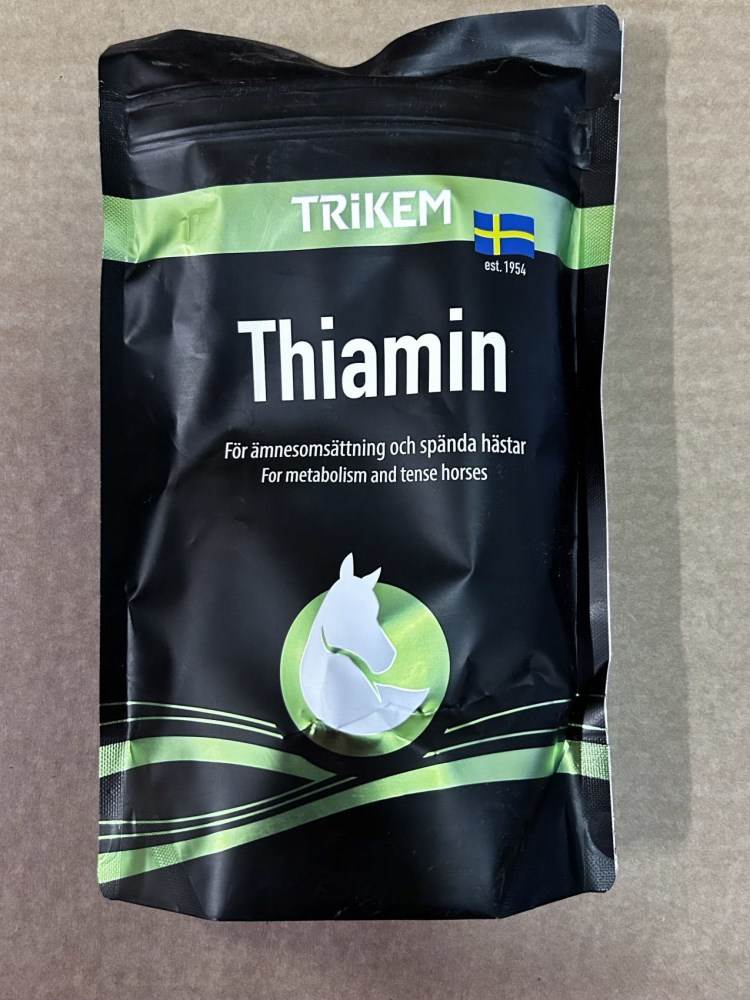 TRiKEM
est. 1954
Thiamin
För ämnesomsättning och spända hästar
For metabolism and tense horses